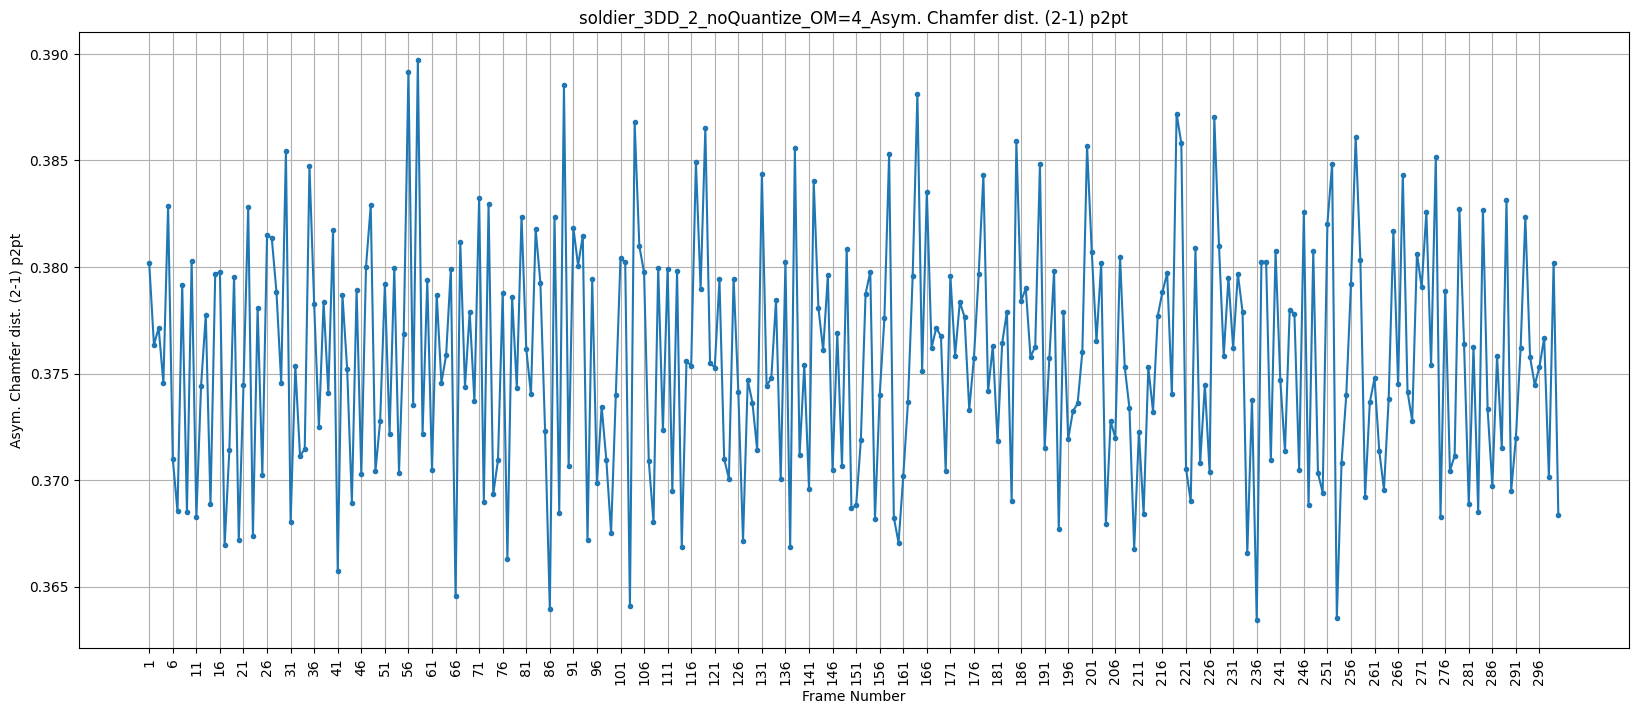 soldier_3DD_2_noQuantize_OM=4_Asym. Chamfer dist. (2-1) p2pt
Asym. Chamfer dist. (2-1) p2pt
0.390
0.385
0.380
0.375
0.370
0.365
1 6 11 16 21 26 31 36 41 46 51 56 61 66 71 76 81 86 91 96 101 106 111 116 121 126 131 136 141 146 151 156 161 166 171 176 181 186 191 196 201 206 211 216 221 226 231 236 241 246 251 256 261 266 271 276 281 286 291 296
Frame Number